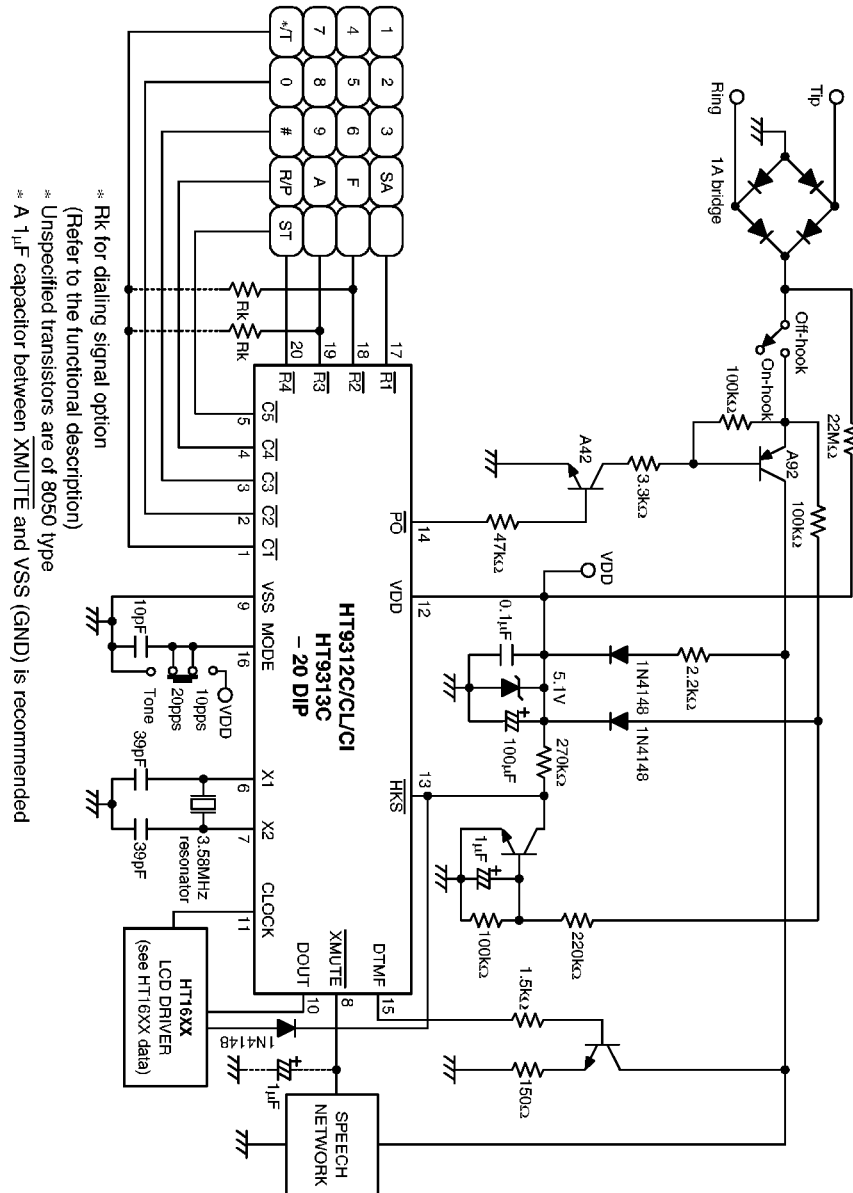 Tip
Ring
1A bridge
Off-hook
On-hook
22MΩ
100kΩ
A92
100kΩ
3.3kΩ
A42
47kΩ
VDD
0.1μF
5.1V
100μF
+
1N4148
2.2kΩ
1N4148
270kΩ
1μF
+
100kΩ
220kΩ
1.5kΩ
150Ω
1 2 3 SA
4 5 6 F
7 8 9 A
*/T 0 # R/P ST
Rk
Rk
17
18
19
20
R1
R2
R3
R4
C5
C4
C3
C2
C1
5
4
3
2
1
PO
14
VDD
12
HKS
13
HT9312C/CL/CI
HT9313C
– 20 DIP
VSS
9
MODE
16
X1
6
X2
7
CLOCK
11
DOUT
10
XMUTE
8
DTMF
15
10pF
Tone
20pps
10pps
VDD
39pF
39pF
3.58MHz
resonator
HT16XX
LCD DRIVER
(see HT16XX data)
1N4148
1μF
+
SPEECH
NETWORK
* Rk for dialing signal option
(Refer to the functional description)
* Unspecified transistors are of 8050 type
* A 1μF capacitor between XMUTE and VSS (GND) is recommended